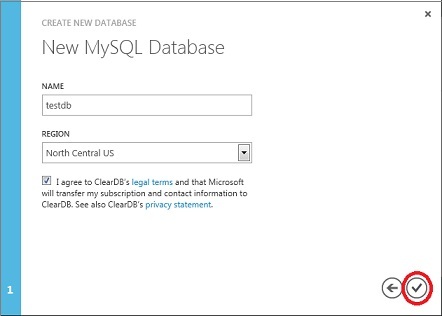 CREATE NEW DATABASE
New MySQL Database
NAME
testdb
REGION
North Central US
I agree to ClearDB's legal terms and that Microsoft
will transfer my subscription and contact information to
ClearDB. See also ClearDB's privacy statement.
1